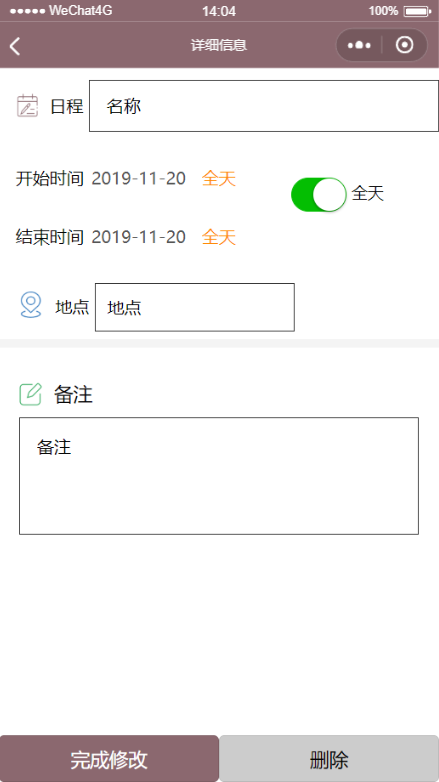 ●●●●● WeChat4G 14:04 100%
详细信息
日程 名称
开始时间 2019-11-20 全天
全天
结束时间 2019-11-20 全天
地点 地点
备注
备注
完成修改 删除